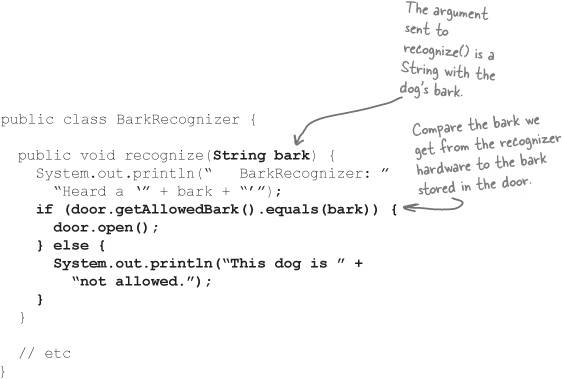 The argument
sent to
recognize() is a
String with the
dog's bark.
Compare the bark we
get from the recognizer
hardware to the bark
stored in the door.
public class BarkRecognizer {
public void recognize(String bark) {
System.out.println(“   BarkRecognizer: ”
“Heard a ‘” + bark + “’”);
if (door.getAllowedBark().equals(bark)) {
door.open();
} else {
System.out.println(“This dog is ” +
“not allowed.”);
}
}
// etc
}